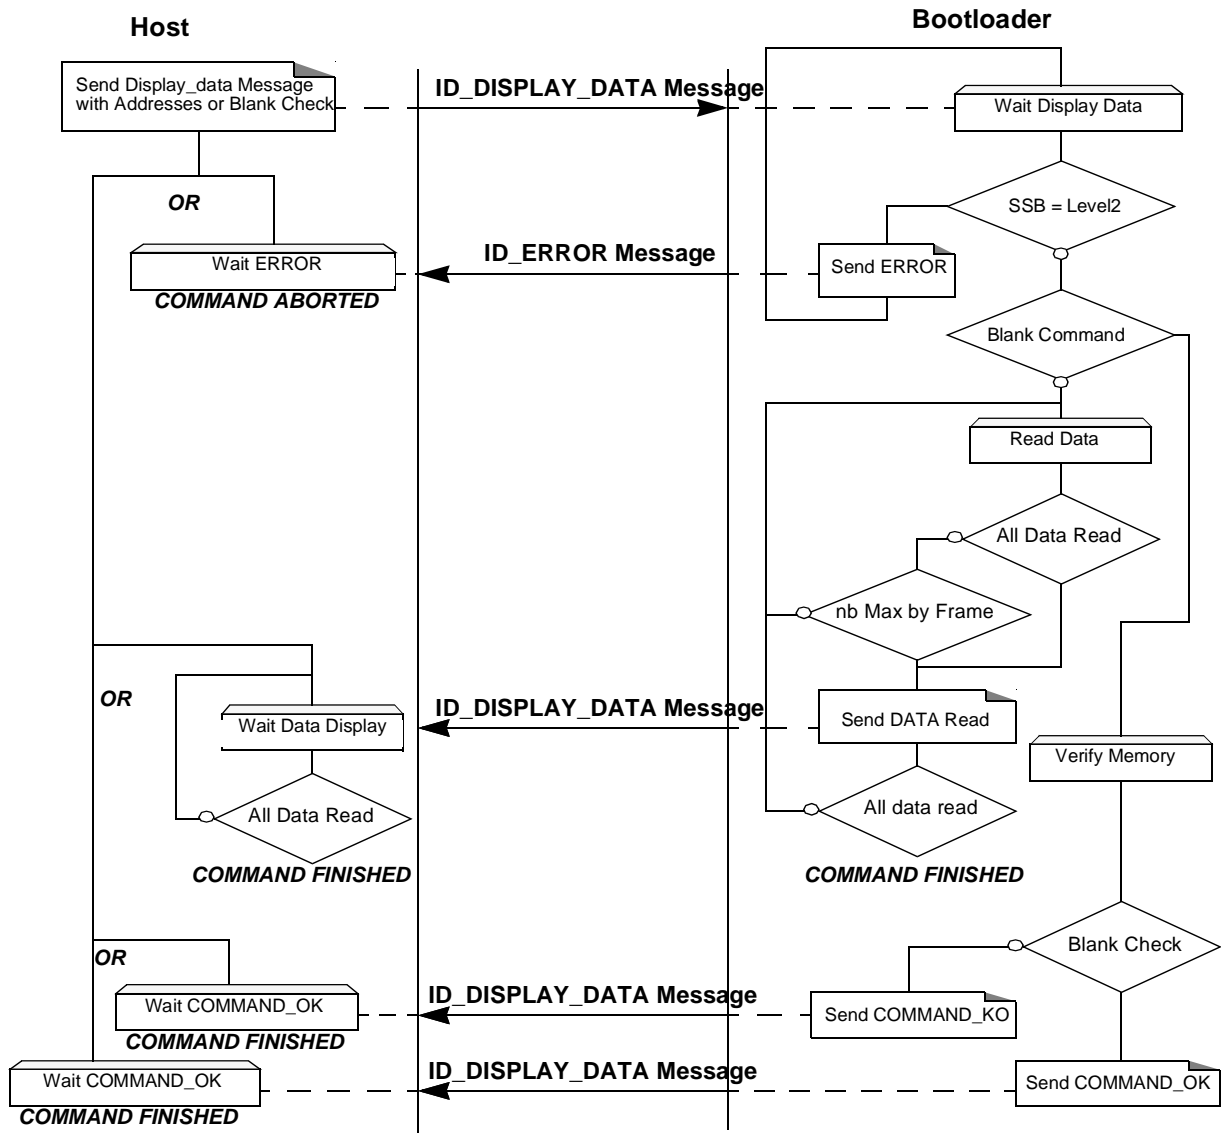 Host
Bootloader
Send Display_data Message
with Addresses or Blank Check
ID_DISPLAY_DATA Message
Wait Display Data
OR
SSB = Level2
Wait ERROR
ID_ERROR Message
Send ERROR
COMMAND ABORTED
Blank Command
Read Data
All Data Read
nb Max by Frame
OR
Wait Data Display
ID_DISPLAY_DATA Message
Send DATA Read
Verify Memory
All Data Read
All data read
COMMAND FINISHED
COMMAND FINISHED
Blank Check
OR
Wait COMMAND_OK
ID_DISPLAY_DATA Message
Send COMMAND_KO
COMMAND FINISHED
Wait COMMAND_OK
ID_DISPLAY_DATA Message
Send COMMAND_OK
COMMAND FINISHED